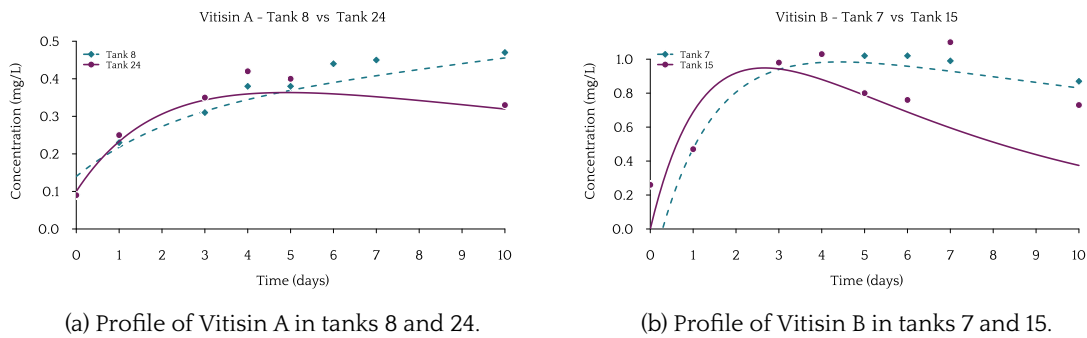 Vitisin A – Tank 8 vs Tank 24
Tank 8
Tank 24
Concentration (mg/L)
0.5
0.4
0.3
0.2
0.1
0.0
0 1 2 3 4 5 6 7 8 9 10
Time (days)
(a) Profile of Vitisin A in tanks 8 and 24.
Vitisin B – Tank 7 vs Tank 15
Tank 7
Tank 15
Concentration (mg/L)
1.0
0.8
0.6
0.4
0.2
0.0
0 1 2 3 4 5 6 7 8 9 10
Time (days)
(b) Profile of Vitisin B in tanks 7 and 15.